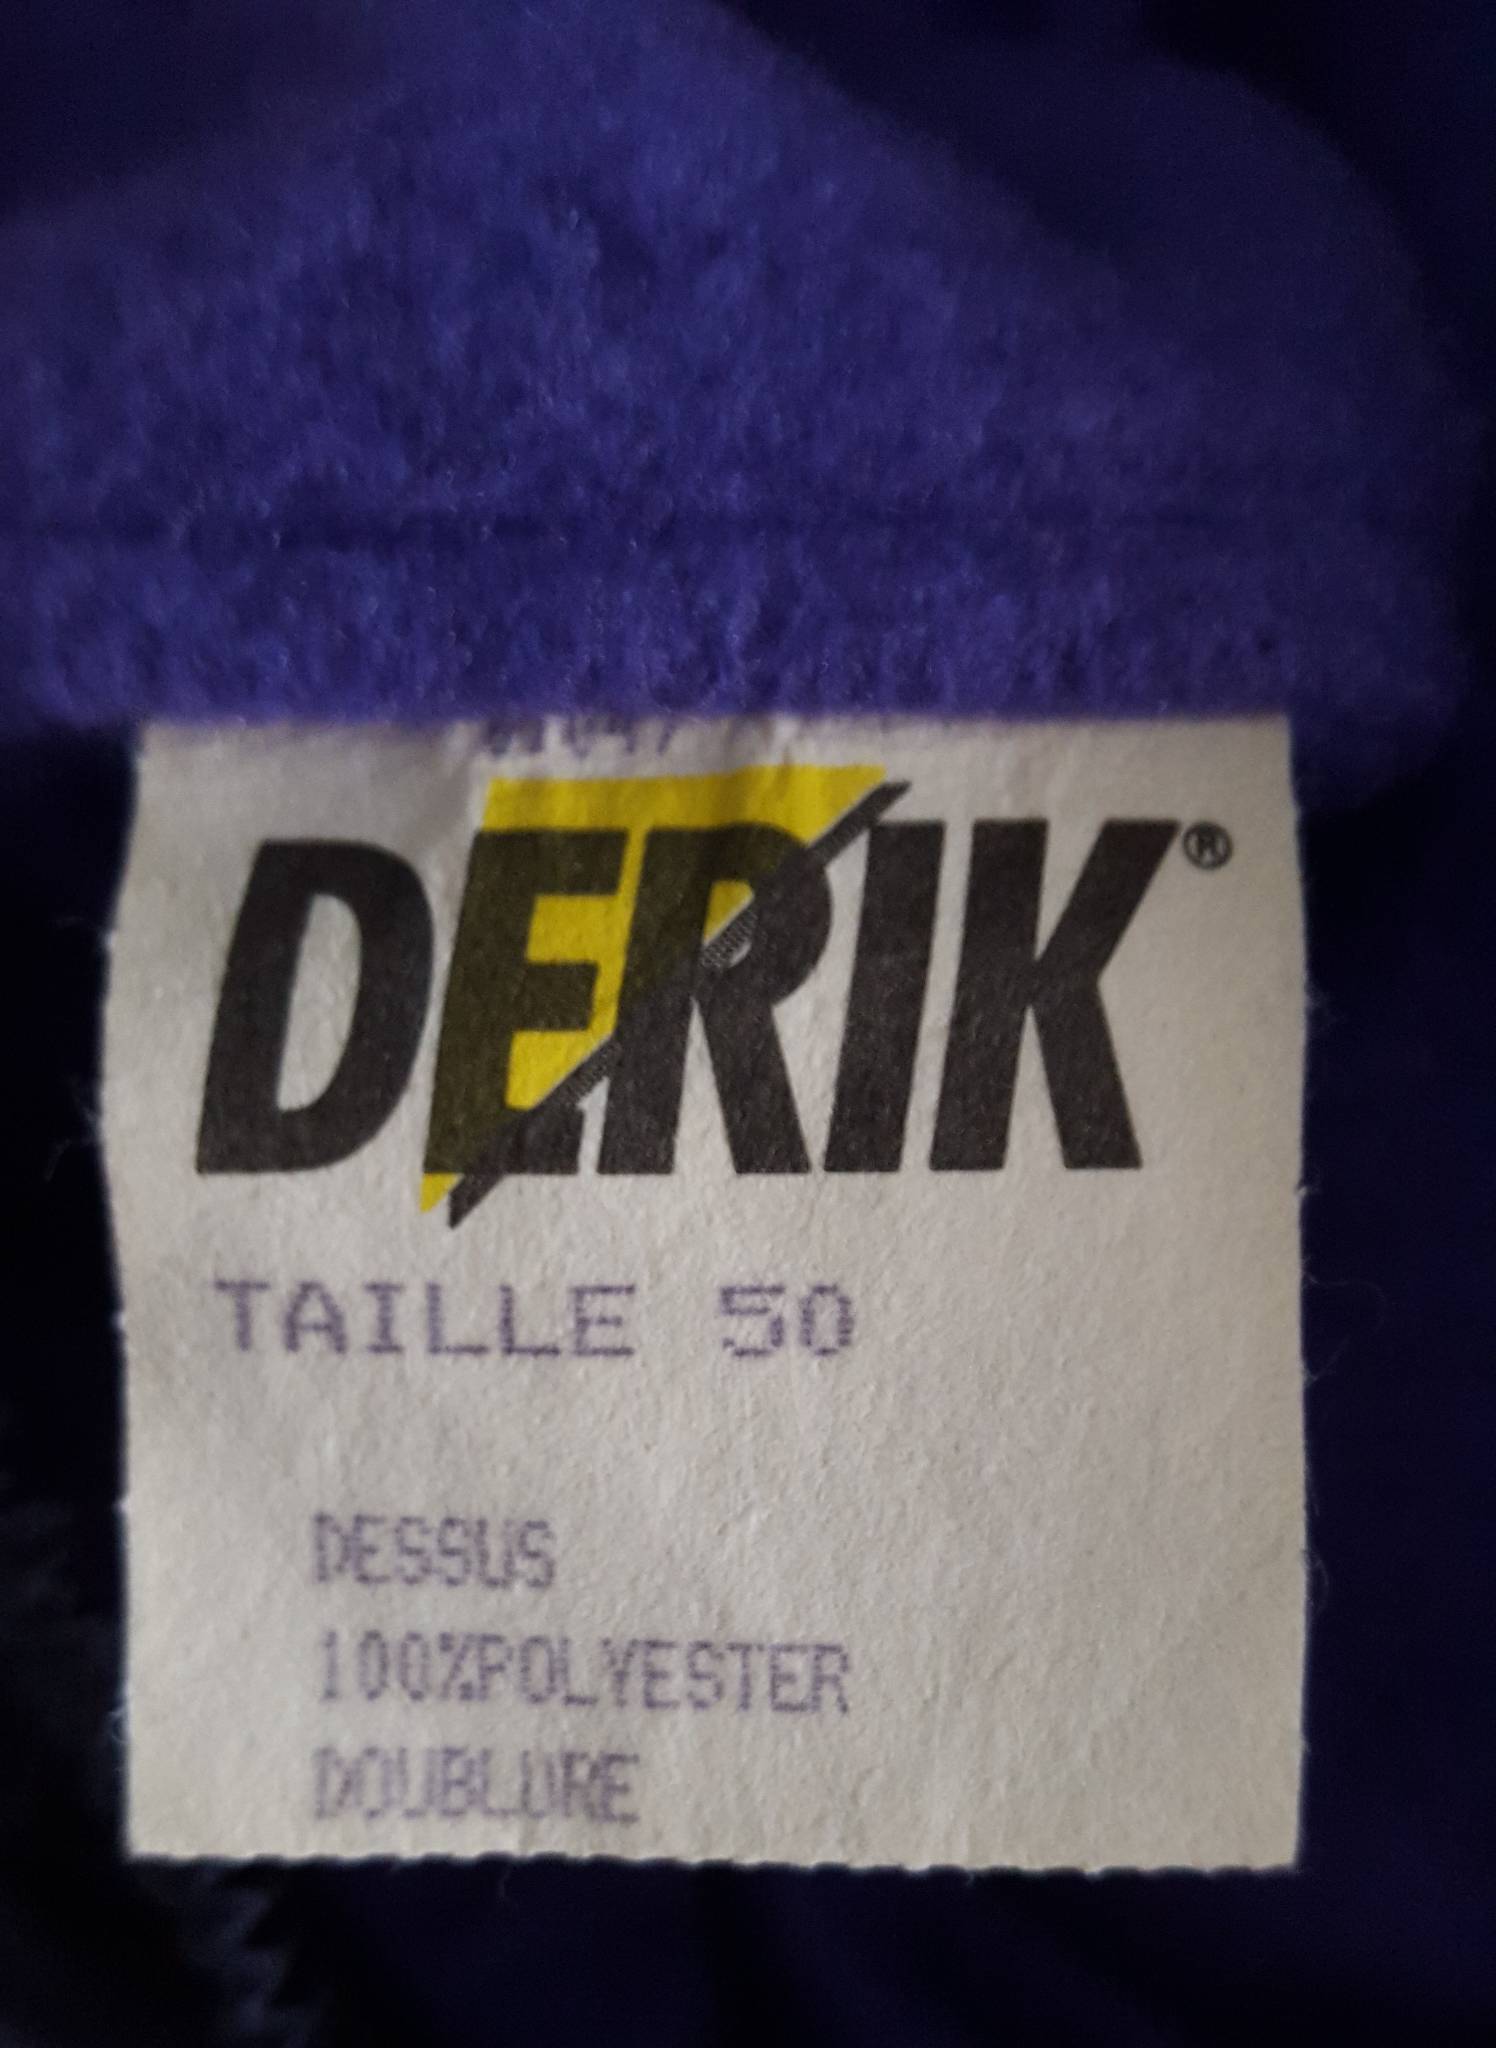 DERIK®
TAILLE 50
DESSUS
100%POLYESTER
DOUBLURE